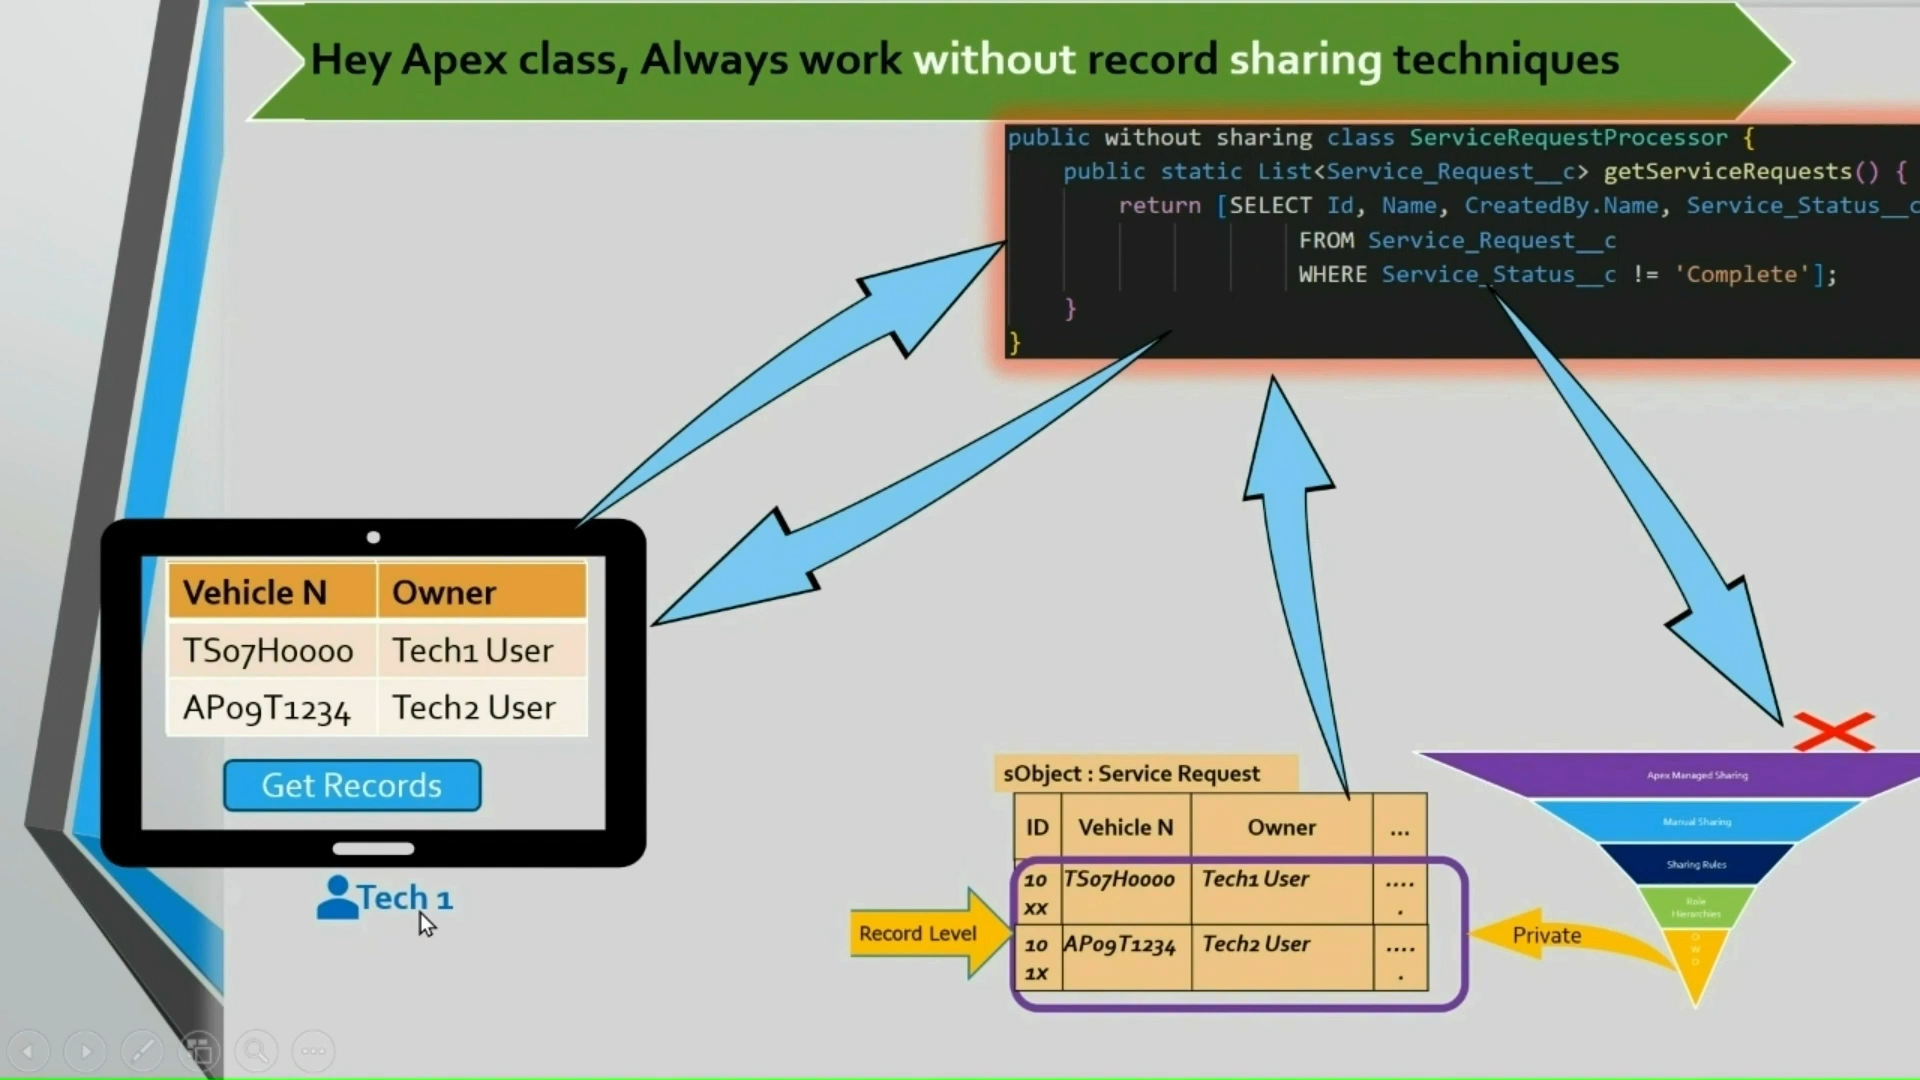 Hey Apex class, Always work without record sharing techniques
public without sharing class ServiceRequestProcessor {
public static List<Service_Request__c> getServiceRequests() {
return [SELECT Id, Name, CreatedBy.Name, Service_Status__c
FROM Service_Request__c
WHERE Service_Status__c != 'Complete'];
}
}
Vehicle N Owner
TS07H0000 Tech1 User
AP09T1234 Tech2 User
Get Records
Tech 1
sObject : Service Request
ID Vehicle N Owner ...
10 TS07H0000 Tech1 User ....
xx .
10 AP09T1234 Tech2 User ....
1x .
Record Level
Private
Apex Managed Sharing
Manual Sharing
Sharing Rules
Role
Hierarchies
O
W
D